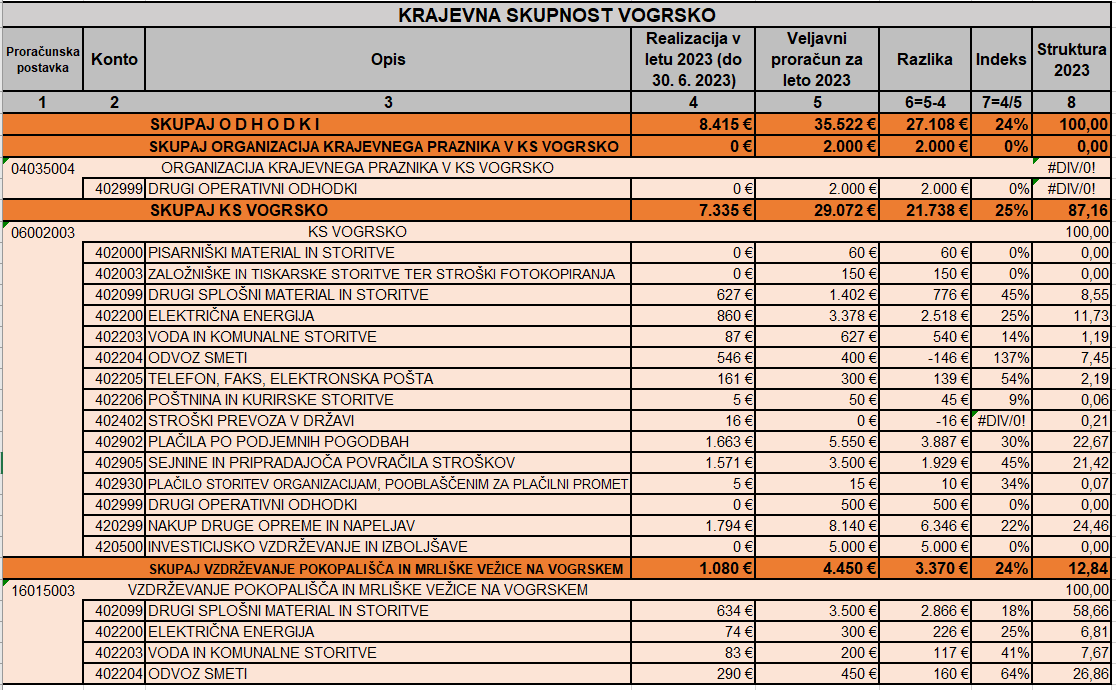 KRAJEVNA SKUPNOST VOGRSKO
Proračunska postavka Konto Opis Realizacija v letu 2023 (do 30. 6. 2023) Veljavni proračun za leto 2023 Razlika Indeks Struktura 2023
1 2 3 4 5 6=5-4 7=4/5 8
SKUPAJ O D H O D K I 8.415 € 35.522 € 27.108 € 24% 100,00
SKUPAJ ORGANIZACIJA KRAJEVNEGA PRAZNIKA V KS VOGRSKO 0 € 2.000 € 2.000 € 0% 0,00
04035004 ORGANIZACIJA KRAJEVNEGA PRAZNIKA V KS VOGRSKO #DIV/0!
402999 DRUGI OPERATIVNI ODHODKI 0 € 2.000 € 2.000 € 0% #DIV/0!
SKUPAJ KS VOGRSKO 7.335 € 29.072 € 21.738 € 25% 87,16
06002003 KS VOGRSKO 100,00
402000 PISARNIŠKI MATERIAL IN STORITVE 0 € 60 € 60 € 0% 0,00
402003 ZALOŽNIŠKE IN TISKARSKE STORITVE TER STROŠKI FOTOKOPIRANJA 0 € 150 € 150 € 0% 0,00
402099 DRUGI SPLOŠNI MATERIAL IN STORITVE 627 € 1.402 € 776 € 45% 8,55
402200 ELEKTRIČNA ENERGIJA 860 € 3.378 € 2.518 € 25% 11,73
402203 VODA IN KOMUNALNE STORITVE 87 € 627 € 540 € 14% 1,19
402204 ODVOZ SMETI 546 € 400 € -146 € 137% 7,45
402205 TELEFON, FAKS, ELEKTRONSKA POŠTA 161 € 300 € 139 € 54% 2,19
402206 POŠTNINA IN KURIRSKE STORITVE 5 € 50 € 45 € 9% 0,06
402402 STROŠKI PREVOZA V DRŽAVI 16 € 0 € -16 € #DIV/0! 0,21
402902 PLAČILA PO PODJEMNIH POGODBAH 1.663 € 5.550 € 3.887 € 30% 22,67
402905 SEJNINE IN PRIPRADAJOČA POVRAČILA STROŠKOV 1.571 € 3.500 € 1.929 € 45% 21,42
402930 PLAČILO STORITEV ORGANIZACIJAM, POOBLAŠČENIM ZA PLAČILNI PROMET 5 € 15 € 10 € 34% 0,07
402999 DRUGI OPERATIVNI ODHODKI 0 € 500 € 500 € 0% 0,00
420299 NAKUP DRUGE OPREME IN NAPELJAV 1.794 € 8.140 € 6.346 € 22% 24,46
420500 INVESTICIJSKO VZDRŽEVANJE IN IZBOLJŠAVE 0 € 5.000 € 5.000 € 0% 0,00
SKUPAJ VZDRŽEVANJE POKOPALIŠČA IN MRLIŠKE VEŽICE NA VOGRSKEM 1.080 € 4.450 € 3.370 € 24% 12,84
16015003 VZDRŽEVANJE POKOPALIŠČA IN MRLIŠKE VEŽICE NA VOGRSKEM 100,00
402099 DRUGI SPLOŠNI MATERIAL IN STORITVE 634 € 3.500 € 2.866 € 18% 58,66
402200 ELEKTRIČNA ENERGIJA 74 € 300 € 226 € 25% 6,81
402203 VODA IN KOMUNALNE STORITVE 83 € 200 € 117 € 41% 7,67
402204 ODVOZ SMETI 290 € 450 € 160 € 64% 26,86